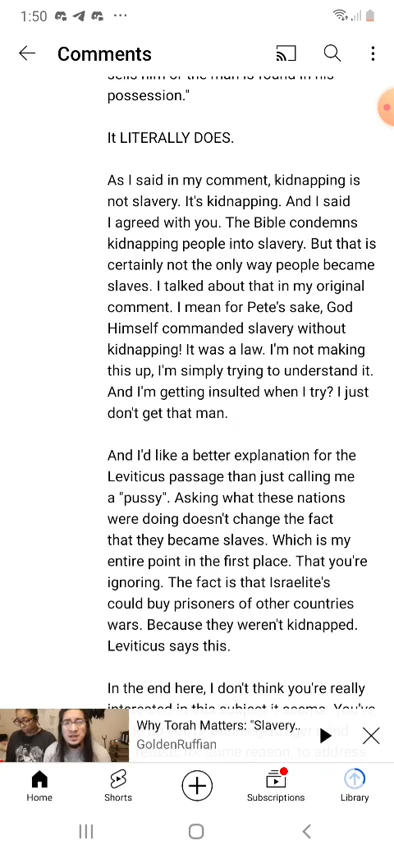 1:50
Comments
possession."
It LITERALLY DOES.
As I said in my comment, kidnapping is
not slavery. It's kidnapping. And I said
I agreed with you. The Bible condemns
kidnapping people into slavery. But that is
certainly not the only way people became
slaves. I talked about that in my original
comment. I mean for Pete's sake, God
Himself commanded slavery without
kidnapping! It was a law. I'm not making
this up, I'm simply trying to understand it.
And I'm getting insulted when I try? I just
don't get that man.
And I'd like a better explanation for the
Leviticus passage than just calling me
a "pussy". Asking what these nations
were doing doesn't change the fact
that they became slaves. Which is my
entire point in the first place. That you're
ignoring. The fact is that Israelite's
could buy prisoners of other countries
wars. Because they weren't kidnapped.
Leviticus says this.
In the end here, I don't think you're really
Why Torah Matters: "Slavery..
GoldenRuffian
Home
Shorts
Subscriptions
Library